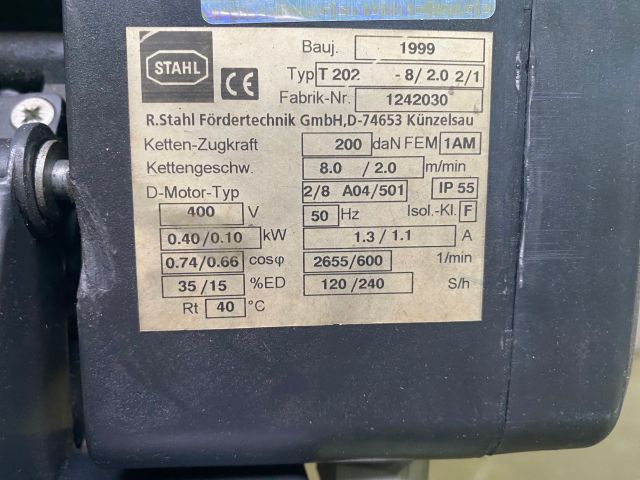 STAHL
CE
Bauj. 1999
Typ T 202 - 8/2.0 2/1
Fabrik-Nr. 1242030
R.Stahl Fördertechnik GmbH,D-74653 Künzelsau
Ketten-Zugkraft 200 daN FEM 1AM
Kettengeschw. 8.0 / 2.0 m/min
D-Motor-Typ 2/8 A04/501 IP 55
400 V 50 Hz Isol.-Kl. F
0.40/0.10 kW 1.3 / 1.1 A
0.74/0.66 cosφ 2655/600 1/min
35/15 %ED 120/240 S/h
Rt 40 °C